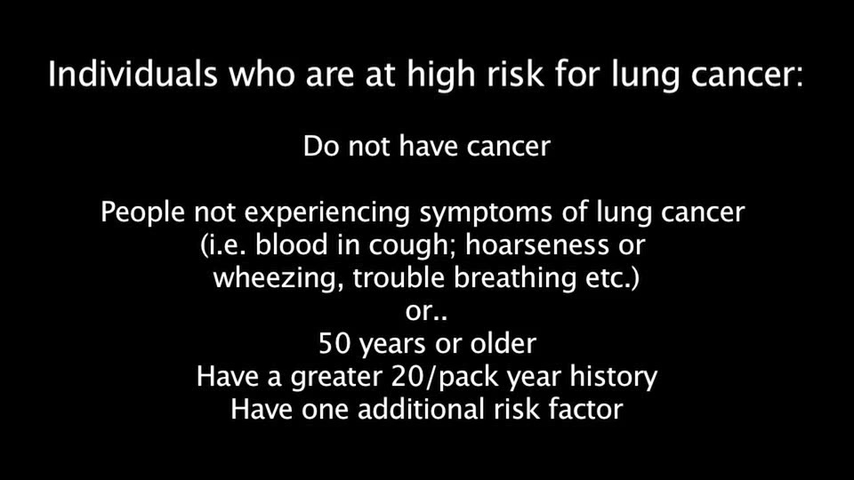 Individuals who are at high risk for lung cancer:
Do not have cancer
People not experiencing symptoms of lung cancer
(i.e. blood in cough; hoarseness or
wheezing, trouble breathing etc.)
or..
50 years or older
Have a greater 20/pack year history
Have one additional risk factor